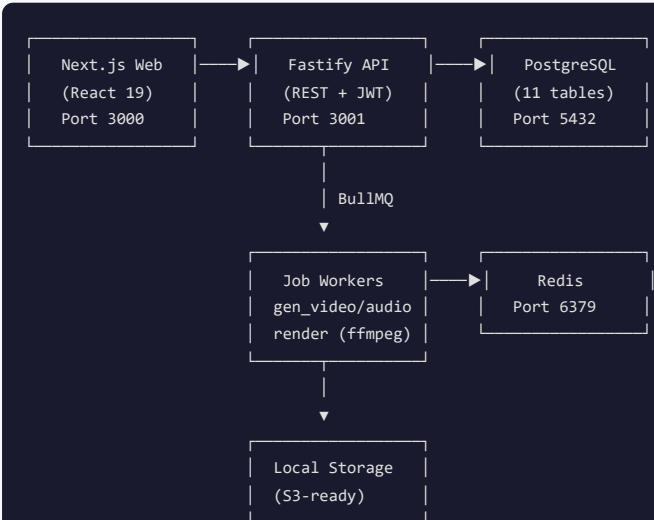 Next.js Web Fastify API PostgreSQL
(React 19) (REST + JWT) (11 tables)
Port 3000 Port 3001 Port 5432
BullMQ
Job Workers Redis
gen_video/audio Port 6379
render (ffmpeg)
Local Storage
(S3-ready)